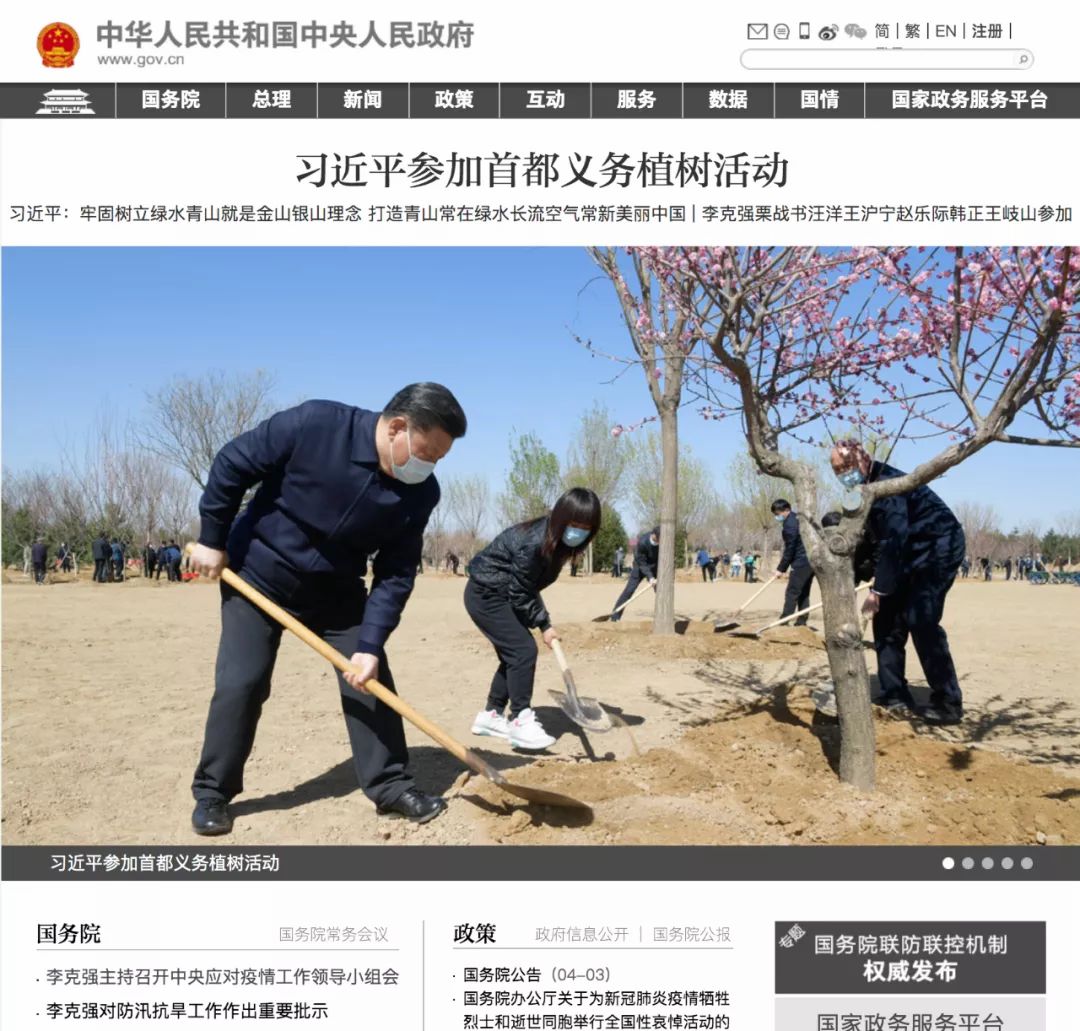 中华人民共和国中央人民政府
www.gov.cn
简 | 繁 | EN | 注册 |
国务院 总理 新闻 政策 互动 服务 数据 国情 国家政务服务平台
习近平参加首都义务植树活动
习近平：牢固树立绿水青山就是金山银山理念 打造青山常在绿水长流空气常新美丽中国 | 李克强栗战书汪洋王沪宁赵乐际韩正王岐山参加
习近平参加首都义务植树活动
国务院 国务院常务会议
· 李克强主持召开中央应对疫情工作领导小组会
· 李克强对防汛抗旱工作作出重要批示
政策 政府信息公开 | 国务院公报
· 国务院公告（04-03）
· 国务院办公厅关于为新冠肺炎疫情牺牲
烈士和逝世同胞举行全国性哀悼活动的
专题
国务院联防联控机制
权威发布
国家政务服务平台